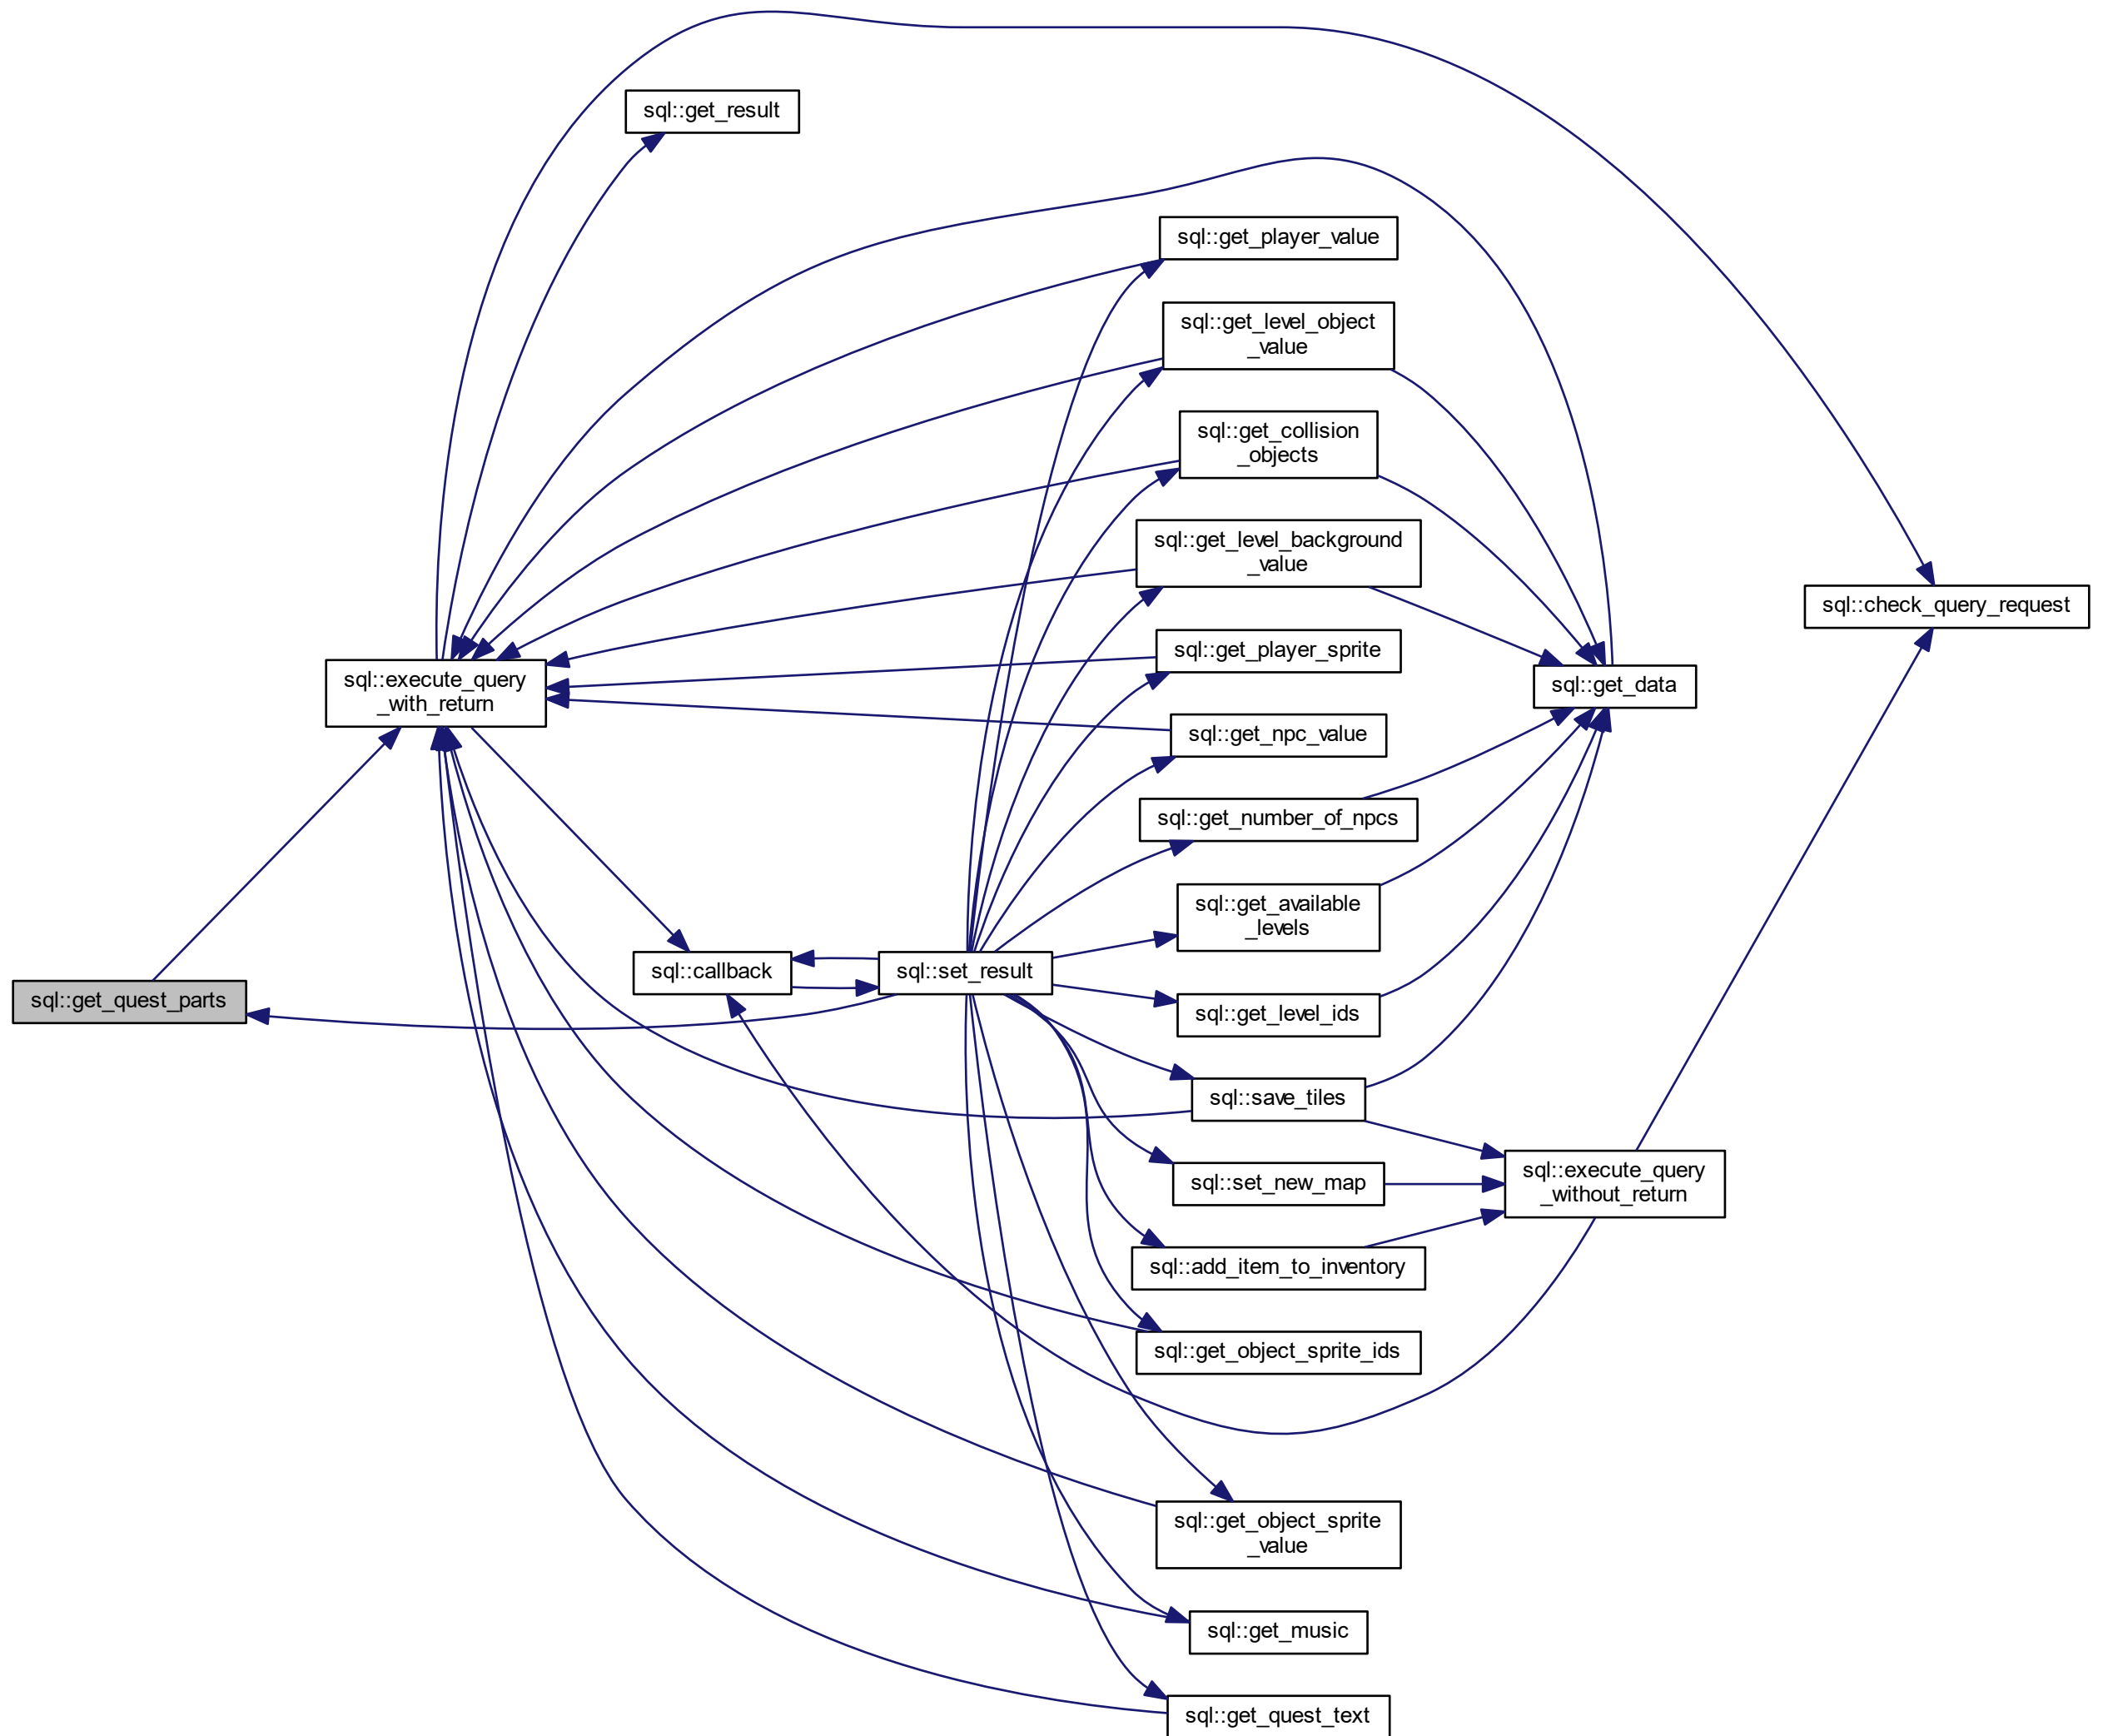 sql::get_result
sql::get_player_value
sql::get_level_object
_value
sql::get_collision
_objects
sql::get_level_background
_value
sql::check_query_request
sql::get_player_sprite
sql::execute_query
_with_return
sql::get_data
sql::get_npc_value
sql::get_number_of_npcs
sql::get_available
_levels
sql::callback
sql::set_result
sql::get_quest_parts
sql::get_level_ids
sql::save_tiles
sql::set_new_map
sql::execute_query
_without_return
sql::add_item_to_inventory
sql::get_object_sprite_ids
sql::get_object_sprite
_value
sql::get_music
sql::get_quest_text